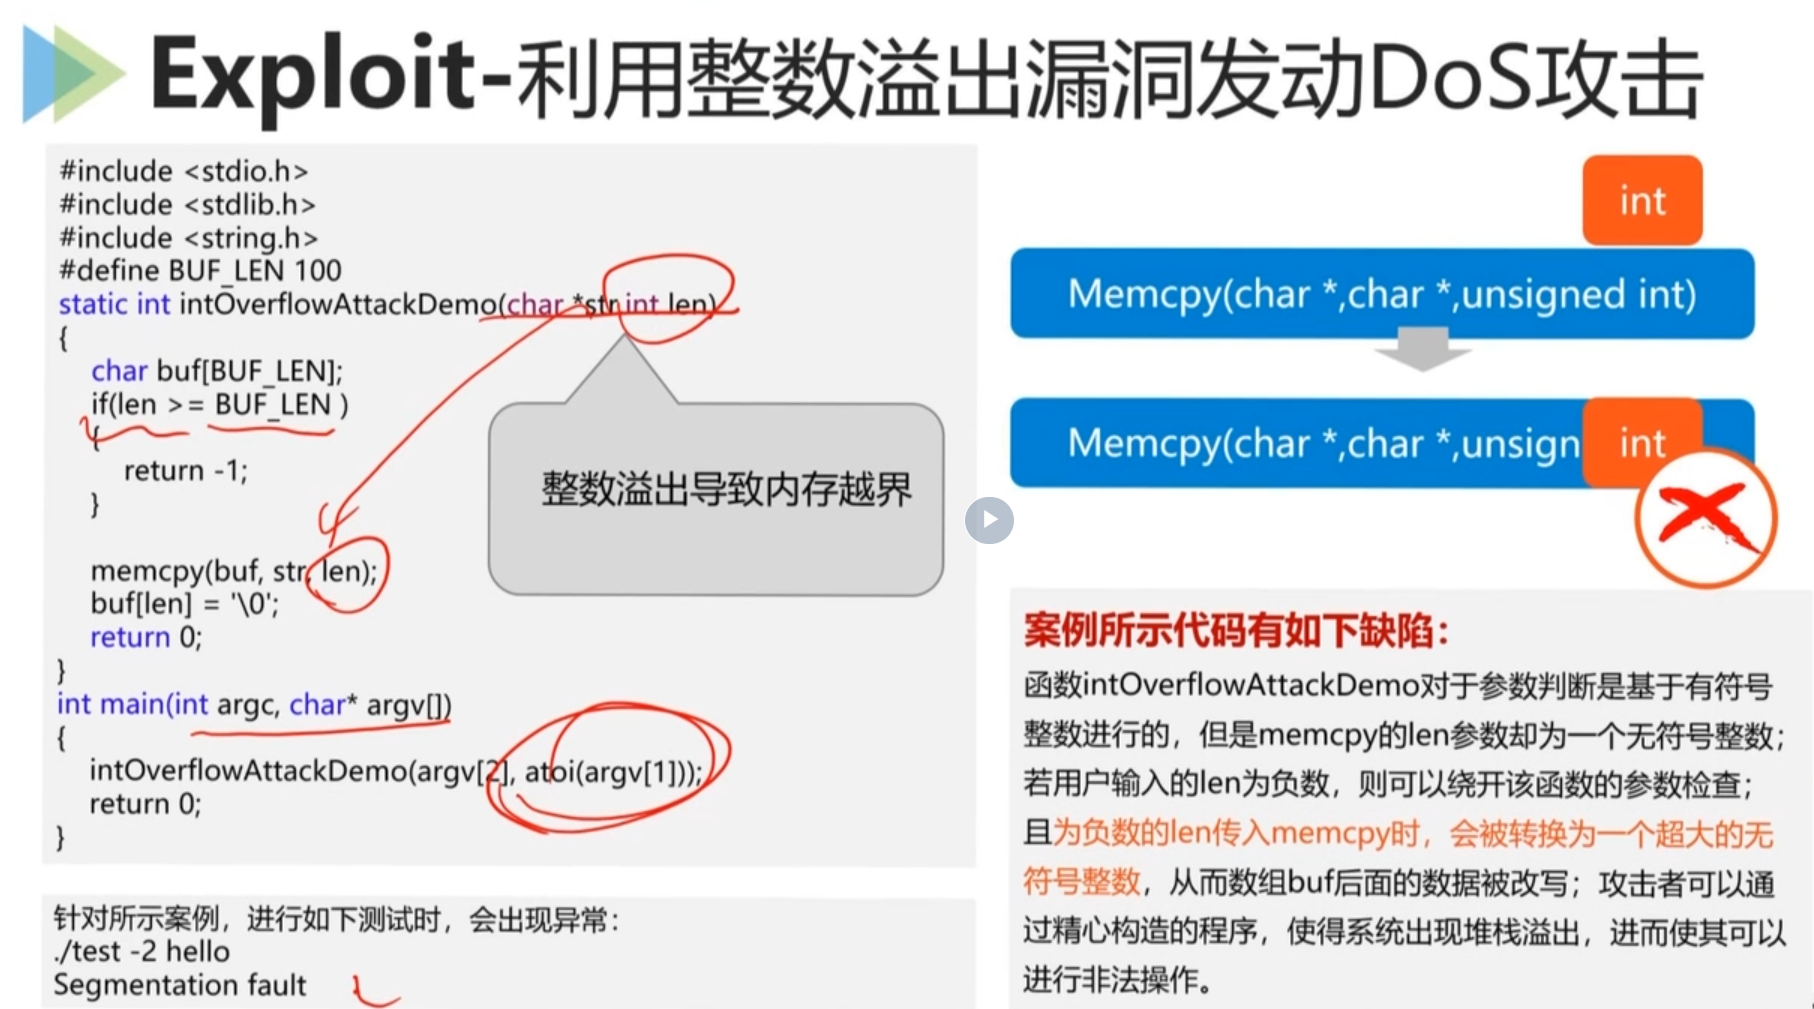 Exploit-利用整数溢出漏洞发动DoS攻击
#include <stdio.h>
#include <stdlib.h>
#include <string.h>
#define BUF_LEN 100
static int intOverflowAttackDemo(char *str,int len)
{
char buf[BUF_LEN];
if(len >= BUF_LEN )
{
return -1;
}
memcpy(buf, str, len);
buf[len] = '\0';
return 0;
}
int main(int argc, char* argv[])
{
intOverflowAttackDemo(argv[2], atoi(argv[1]));
return 0;
}
整数溢出导致内存越界
针对所示案例，进行如下测试时，会出现异常：
./test -2 hello
Segmentation fault
int
Memcpy(char *,char *,unsigned int)
Memcpy(char *,char *,unsign
int
案例所示代码有如下缺陷：
函数intOverflowAttackDemo对于参数判断是基于有符号
整数进行的，但是memcpy的len参数却为一个无符号整数；
若用户输入的len为负数，则可以绕开该函数的参数检查；
且为负数的len传入memcpy时，会被转换为一个超大的无
符号整数，从而数组buf后面的数据被改写；攻击者可以通
过精心构造的程序，使得系统出现堆栈溢出，进而使其可以
进行非法操作。